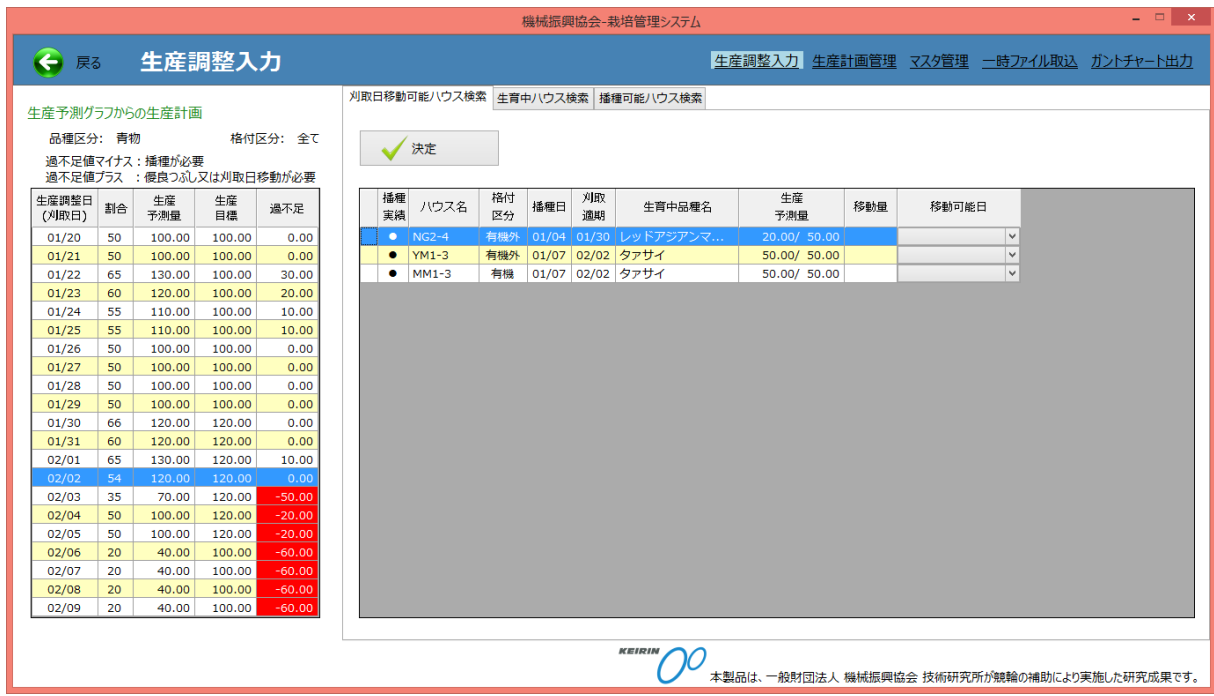 機械振興協会-栽培管理システム
戻る 生産調整入力 生産調整入力 生産計画管理 マスタ管理 一時ファイル取込 ガントチャート出力
生産予測グラフからの生産計画
品種区分: 青物 格付区分: 全て
過不足値マイナス：播種が必要
過不足値プラス ：優良つぶし又は刈取日移動が必要
生産調整日 (刈取日) 割合 生産 予測量 生産 目標 過不足
01/20 50 100.00 100.00 0.00
01/21 50 100.00 100.00 0.00
01/22 65 130.00 100.00 30.00
01/23 60 120.00 100.00 20.00
01/24 55 110.00 100.00 10.00
01/25 55 110.00 100.00 10.00
01/26 50 100.00 100.00 0.00
01/27 50 100.00 100.00 0.00
01/28 50 100.00 100.00 0.00
01/29 50 100.00 100.00 0.00
01/30 66 120.00 120.00 0.00
01/31 60 120.00 120.00 0.00
02/01 65 130.00 120.00 10.00
02/02 54 120.00 120.00 0.00
02/03 35 70.00 120.00 -50.00
02/04 50 100.00 120.00 -20.00
02/05 50 100.00 120.00 -20.00
02/06 20 40.00 100.00 -60.00
02/07 20 40.00 100.00 -60.00
02/08 20 40.00 100.00 -60.00
02/09 20 40.00 100.00 -60.00
刈取日移動可能ハウス検索 生育中ハウス検索 播種可能ハウス検索
決定
播種 実績 ハウス名 格付 区分 播種日 刈取 適期 生育中品種名 生産 予測量 移動量 移動可能日
● NG2-4 有機外 01/04 01/30 レッドアジアンマ... 20.00/ 50.00
● YM1-3 有機外 01/07 02/02 タァサイ 50.00/ 50.00
● MM1-3 有機 01/07 02/02 タァサイ 50.00/ 50.00
KEIRIN
本製品は、一般財団法人 機械振興協会 技術研究所が競輪の補助により実施した研究成果です。